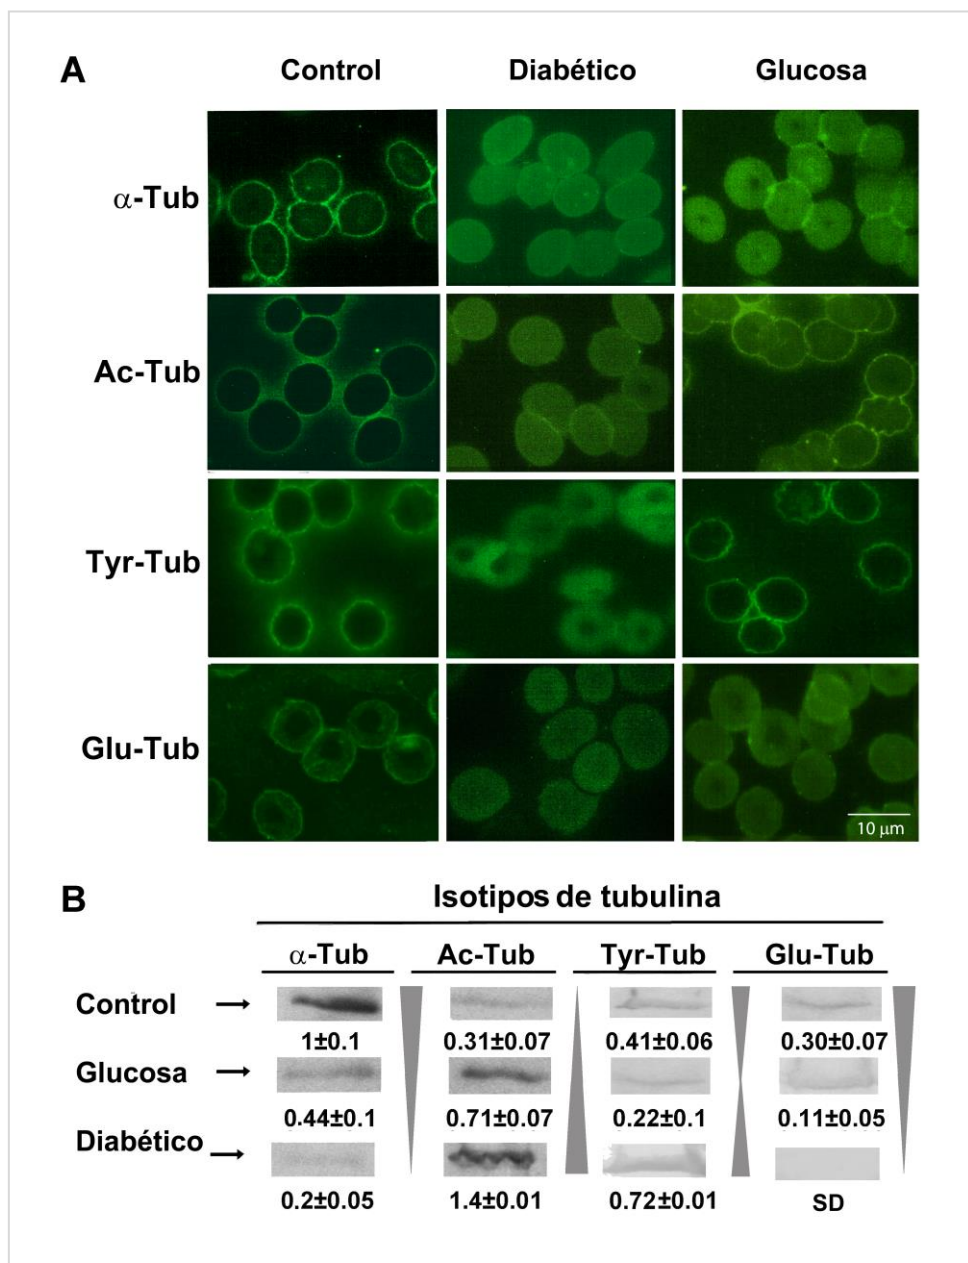 A
Control Diabético Glucosa
α-Tub
Ac-Tub
Tyr-Tub
Glu-Tub
10 μm
B
Isotipos de tubulina
α-Tub Ac-Tub Tyr-Tub Glu-Tub
Control
1±0.1 0.31±0.07 0.41±0.06 0.30±0.07
Glucosa
0.44±0.1 0.71±0.07 0.22±0.1 0.11±0.05
Diabético
0.2±0.05 1.4±0.01 0.72±0.01 SD